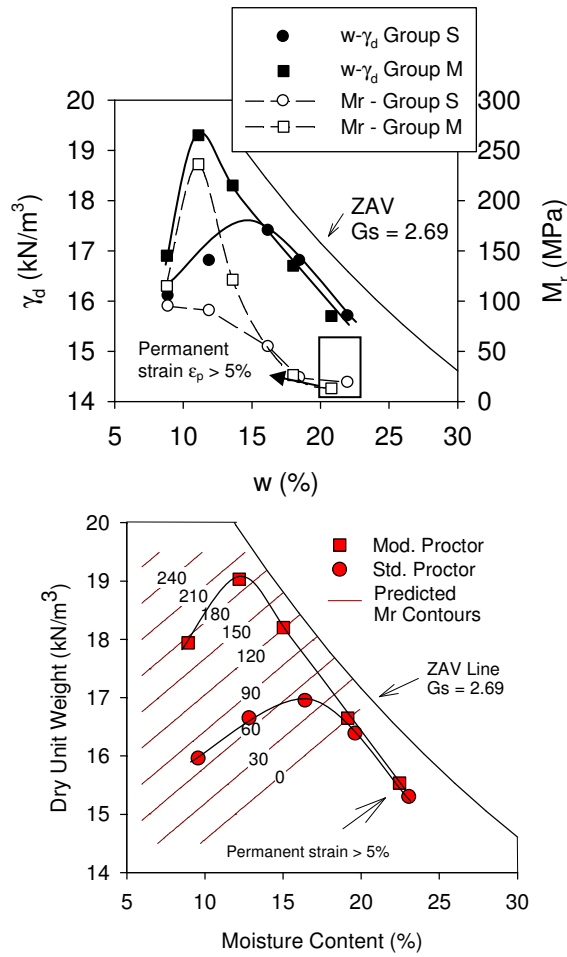 w-γd Group S
w-γd Group M
Mr - Group S
Mr - Group M
20
19
18
17
16
15
14
γd (kN/m³)
300
250
200
150
100
50
0
Mr (MPa)
ZAV
Gs = 2.69
Permanent
strain εp > 5%
5 10 15 20 25 30
w (%)
20
19
18
17
16
15
14
Dry Unit Weight (kN/m³)
Mod. Proctor
Std. Proctor
Predicted
Mr Contours
240
210
180
150
120
90
60
30
0
ZAV Line
Gs = 2.69
Permanent strain > 5%
5 10 15 20 25 30
Moisture Content (%)